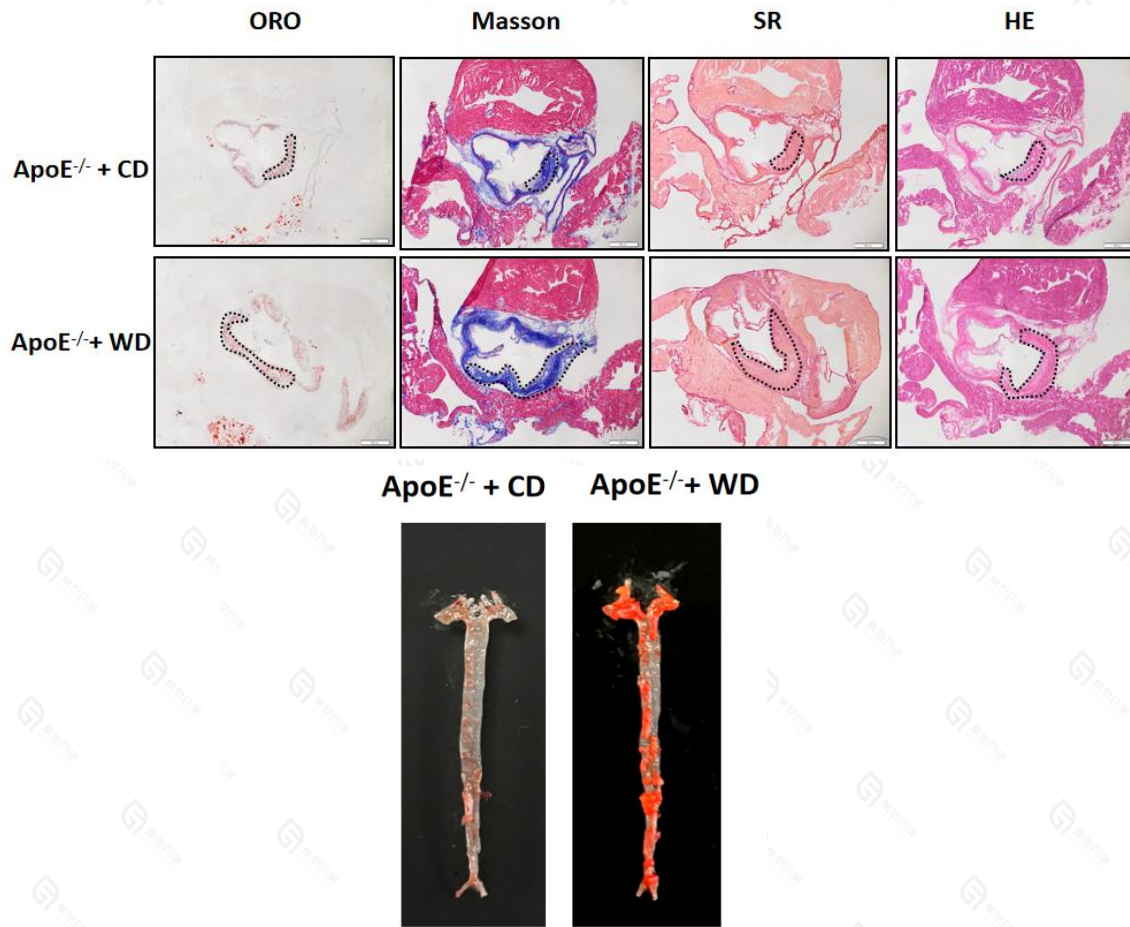 ORO Masson SR HE
ApoE-/- + CD
ApoE-/-+ WD
ApoE-/- + CD ApoE-/-+ WD